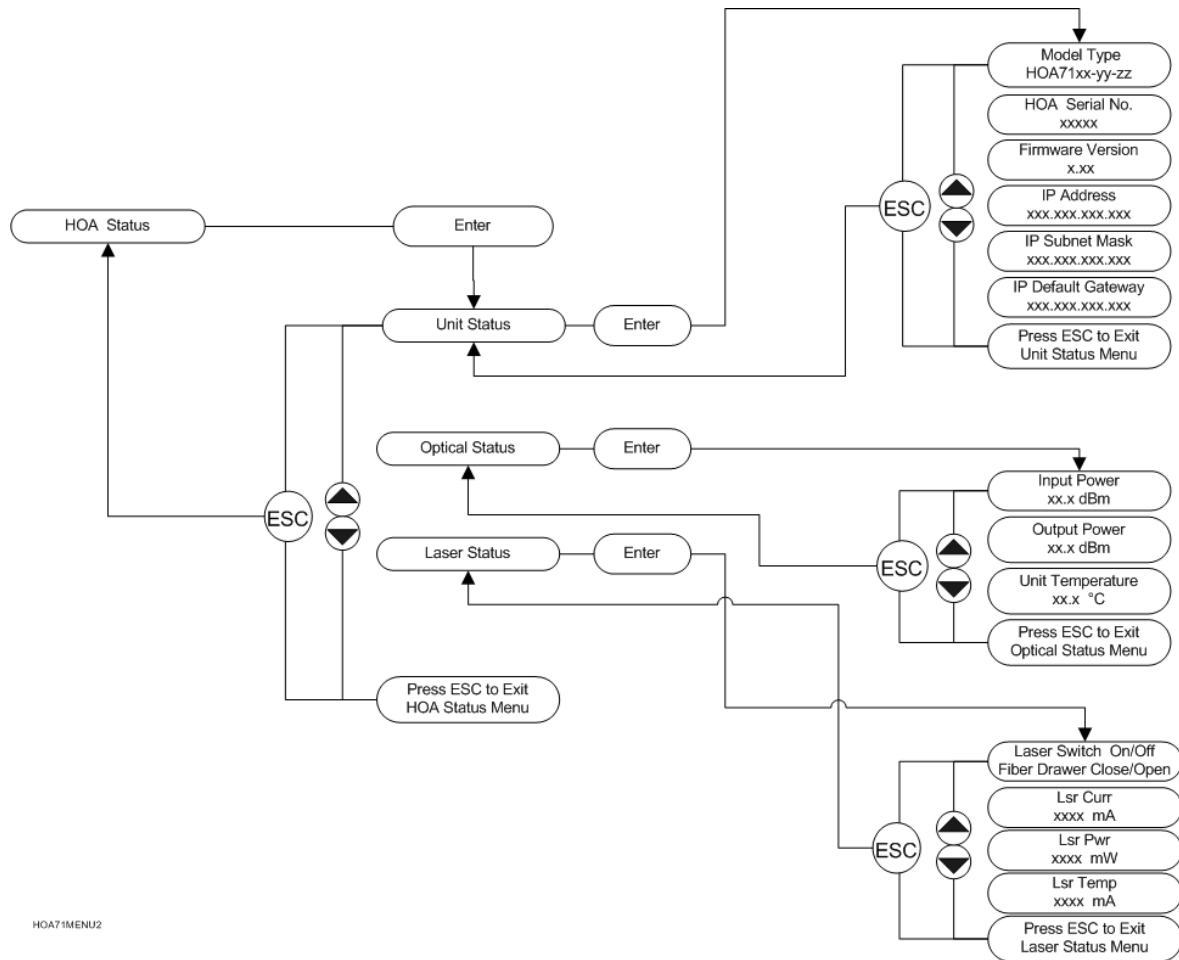 Model Type
HOA71xx-yy-zz
HOA Serial No.
xxxxx
Firmware Version
x.xx
ESC
IP Address
xxx.xxx.xxx.xxx
HOA Status
Enter
IP Subnet Mask
xxx.xxx.xxx.xxx
IP Default Gateway
xxx.xxx.xxx.xxx
Unit Status
Enter
Press ESC to Exit
Unit Status Menu
Optical Status
Enter
Input Power
xx.x dBm
ESC
Output Power
xx.x dBm
Laser Status
Enter
ESC
Unit Temperature
xx.x °C
Press ESC to Exit
Optical Status Menu
Press ESC to Exit
HOA Status Menu
Laser Switch On/Off
Fiber Drawer Close/Open
Lsr Curr
xxxx mA
ESC
Lsr Pwr
xxxx mW
Lsr Temp
xxxx mA
Press ESC to Exit
Laser Status Menu
HOA71MENU2